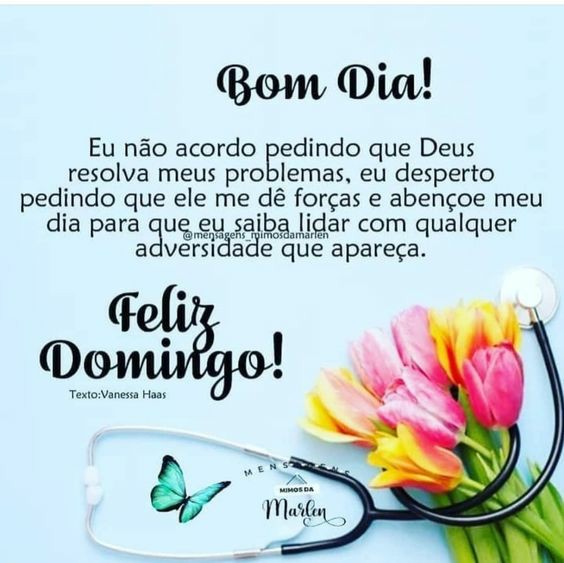 Bom Dia!
Eu não acordo pedindo que Deus
resolva meus problemas, eu desperto
pedindo que ele me dê forças e abençoe meu
dia para que eu saiba lidar com qualquer
@mensagens_mimosdamarlen
adversidade que apareça.
Feliz
Domingo!
Texto:Vanessa Haas
MENSAGENS
MIMOS DA
Marlen